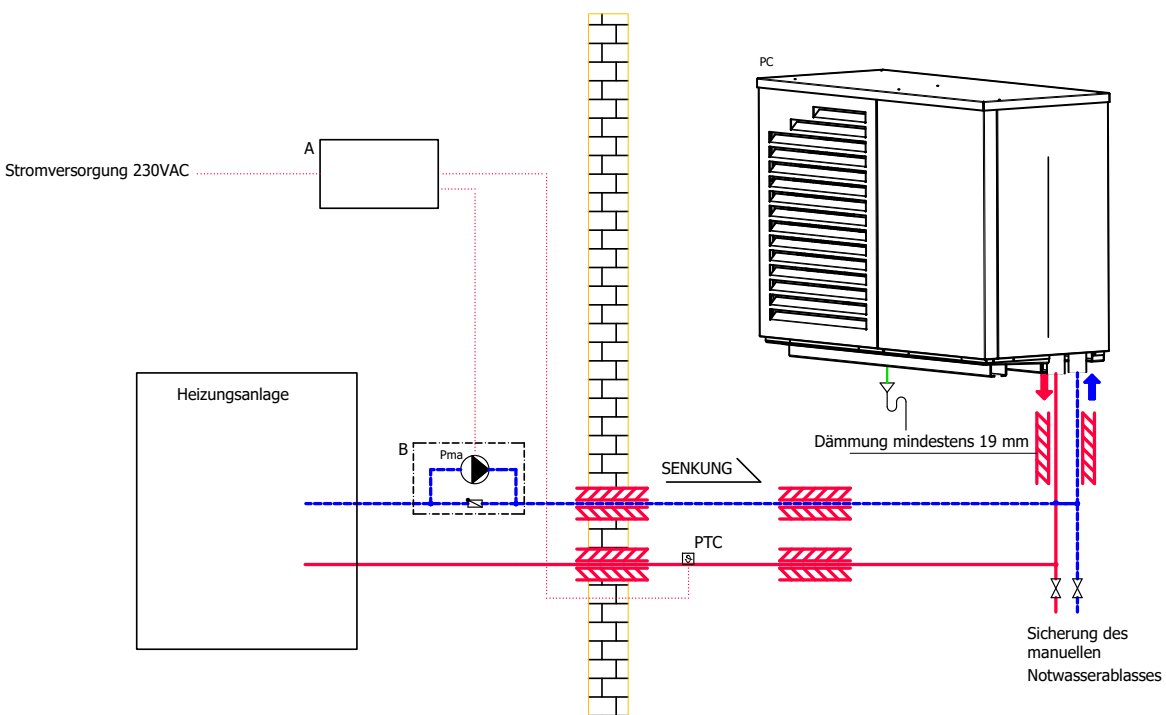 PC
A
Stromversorgung 230VAC
Heizungsanlage
B
Pma
Dämmung mindestens 19 mm
SENKUNG
PTC
Sicherung des
manuellen
Notwasserablasses